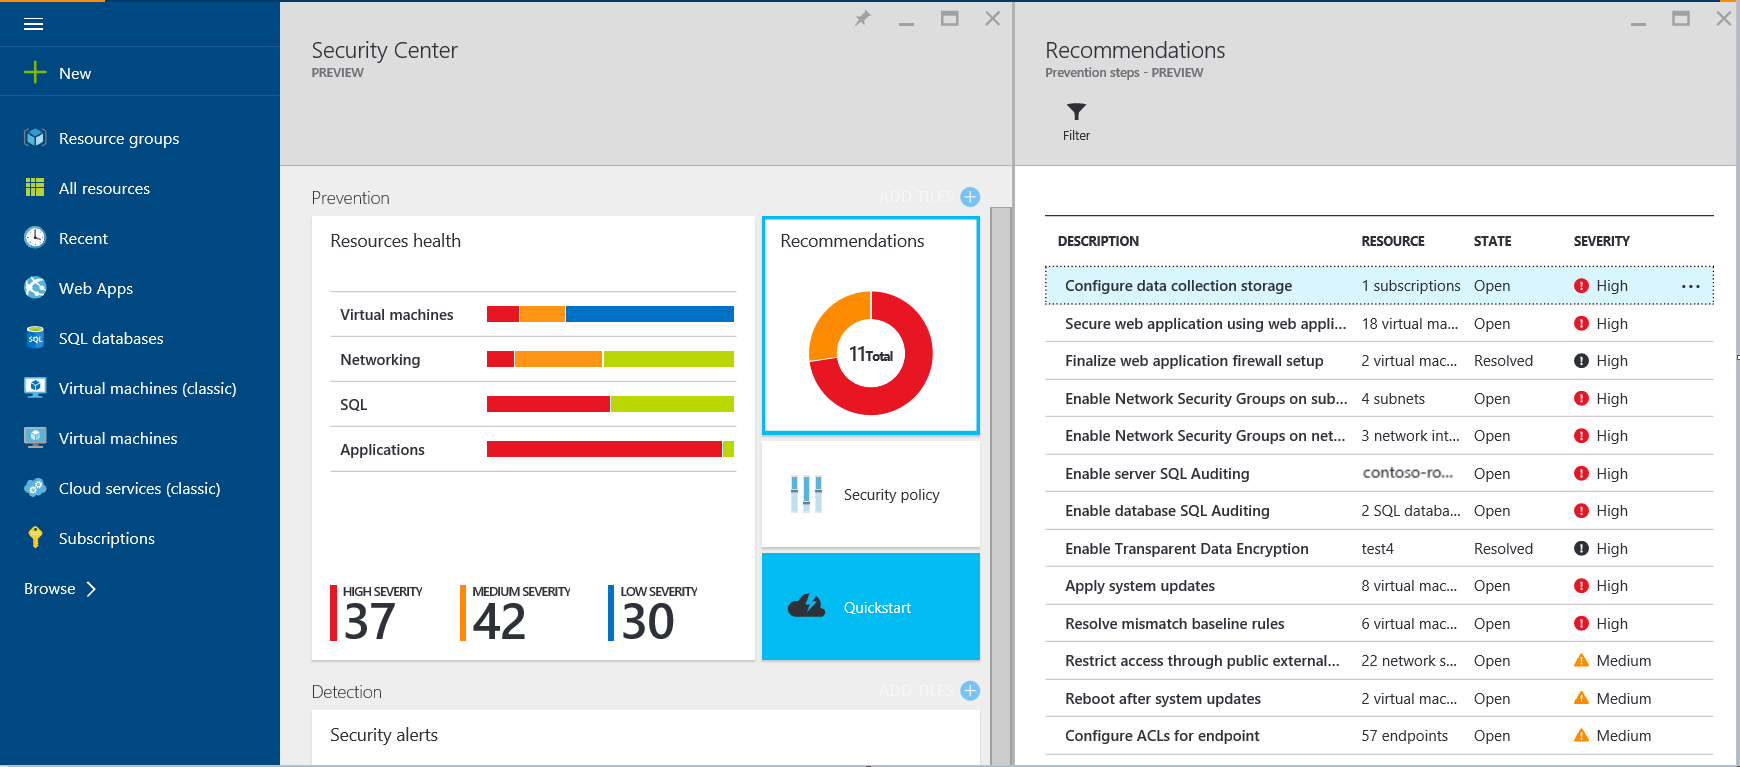 New
Resource groups
All resources
Recent
Web Apps
SQL databases
Virtual machines (classic)
Virtual machines
Cloud services (classic)
Subscriptions
Browse
Security Center
PREVIEW
Prevention
ADD TILES
Resources health
Virtual machines
Networking
SQL
Applications
HIGH SEVERITY
37
MEDIUM SEVERITY
42
LOW SEVERITY
30
Recommendations
11 Total
Security policy
Quickstart
Detection
ADD TILES
Security alerts
Recommendations
Prevention steps - PREVIEW
Filter
DESCRIPTION RESOURCE STATE SEVERITY
Configure data collection storage 1 subscriptions Open High ...
Secure web application using web appli... 18 virtual ma... Open High
Finalize web application firewall setup 2 virtual mac... Resolved High
Enable Network Security Groups on sub... 4 subnets Open High
Enable Network Security Groups on net... 3 network int... Open High
Enable server SQL Auditing contoso-ro... Open High
Enable database SQL Auditing 2 SQL databa... Open High
Enable Transparent Data Encryption test4 Resolved High
Apply system updates 8 virtual mac... Open High
Resolve mismatch baseline rules 6 virtual mac... Open High
Restrict access through public external... 22 network s... Open Medium
Reboot after system updates 2 virtual mac... Open Medium
Configure ACLs for endpoint 57 endpoints Open Medium